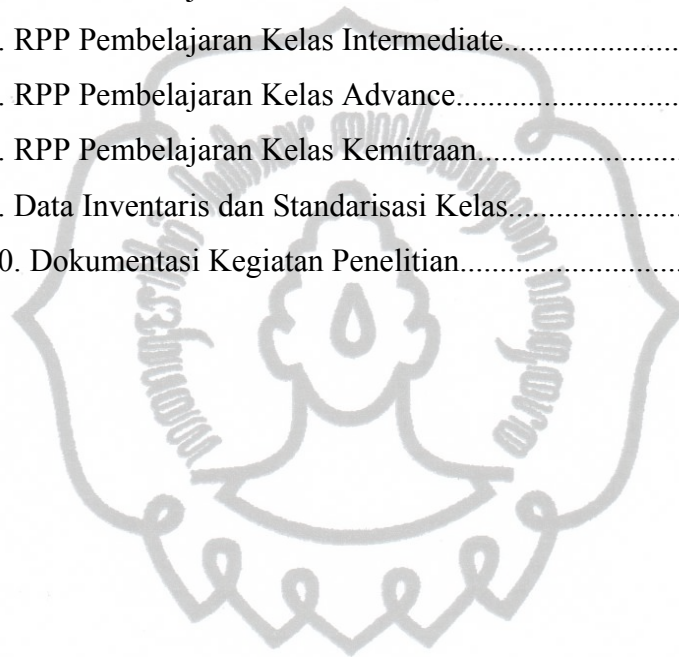 . RPP Pembelajaran Kelas Intermediate
. RPP Pembelajaran Kelas Advance
. RPP Pembelajaran Kelas Kemitraan
. Data Inventaris dan Standarisasi Kelas
0. Dokumentasi Kegiatan Penelitian